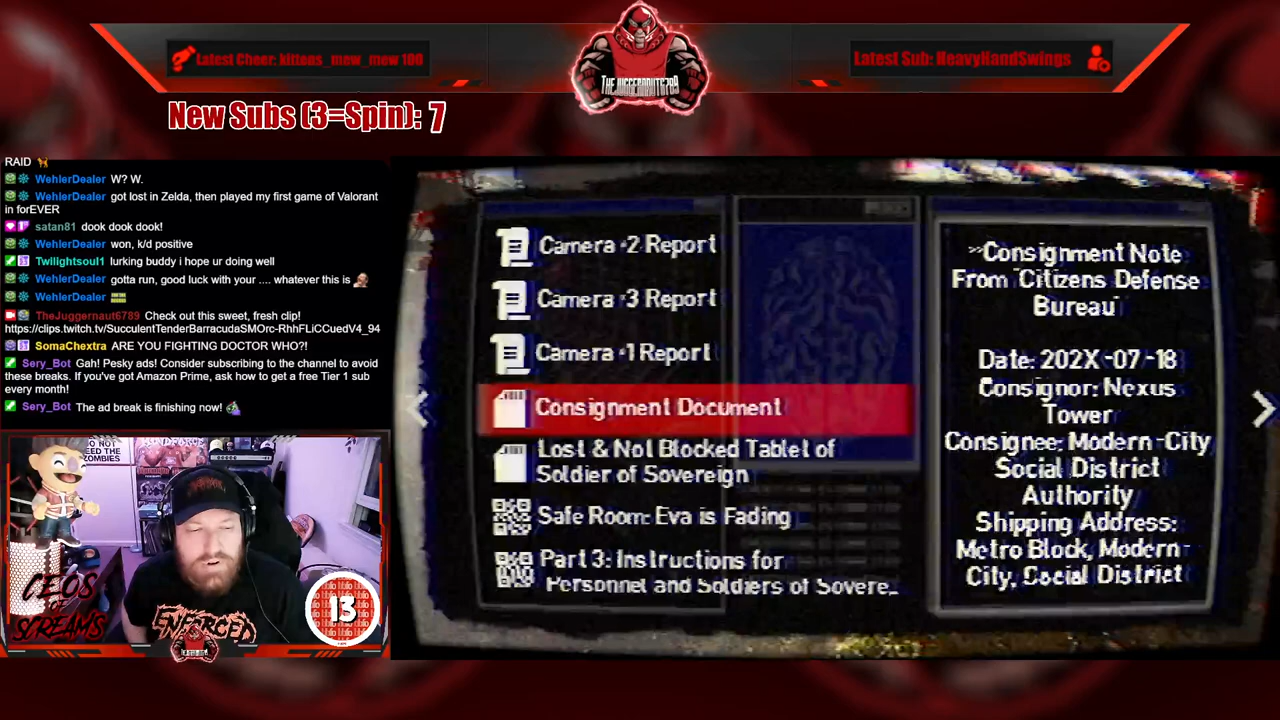 Latest Cheer: kitteas_mew_mew 100
THEJUGGERNAUT6789
Latest Sub: HeavyHandSwings
New Subs (3=Spin): 7
RAID
WehlerDealer W? W.
WehlerDealer got lost in Zelda, then played my first game of Valorant
in forEVER
satan81 dook dook dook!
WehlerDealer won, k/d positive
Twilightsoul1 lurking buddy i hope ur doing well
WehlerDealer gotta run, good luck with your .... whatever this is
WehlerDealer
TheJuggernaut6789 Check out this sweet, fresh clip!
https://clips.twitch.tv/SucculentTenderBarracudaSMOrc-RhhFLiCCuedV4_94
SomaChextra ARE YOU FIGHTING DOCTOR WHO?!
Sery_Bot Gah! Pesky ads! Consider subscribing to the channel to avoid
these breaks. If you've got Amazon Prime, ask how to get a free Tier 1 sub
every month!
Sery_Bot The ad break is finishing now!
DO NOT
FEED THE
ZOMBIES
CEOS
OF
SCREAMS
ENFORCED
13
Camera #2 Report
Camera #3 Report
Camera #1 Report
Consignment Document
Lost & Not Blocked Tablet of
Soldier of Sovereign
Safe Room: Eva is Fading
Part 3: Instructions for
Personnel and Soldiers of Sovere...
>>Consignment Note
From "Citizens Defense
Bureau"
Date: 202X-07-18
Consignor: Nexus
Tower
Consignee: Modern-City
Social District
Authority
Shipping Address:
Metro Block, Modern-
City, Social District